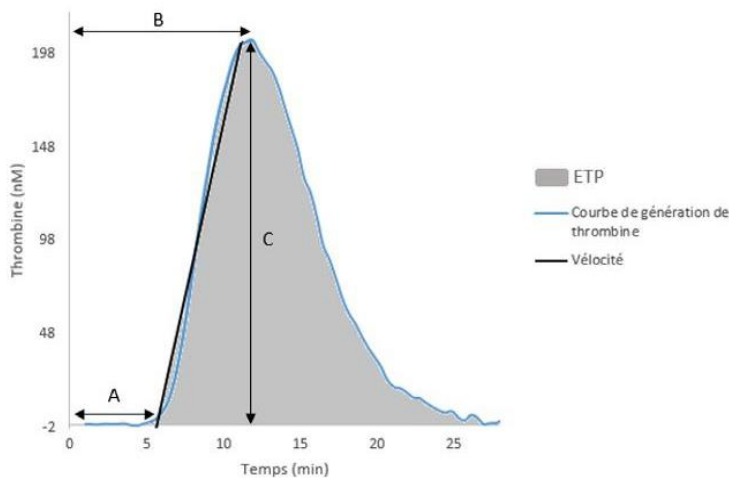 B
198
148
98
48
-2
Thrombine (nM)
C
A
0
5
10
15
20
25
Temps (min)
ETP
Courbe de génération de
thrombine
Vélocité